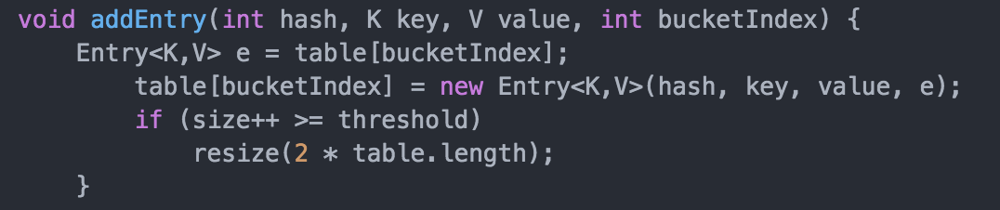 void addEntry(int hash, K key, V value, int bucketIndex) {
    Entry<K,V> e = table[bucketIndex];
        table[bucketIndex] = new Entry<K,V>(hash, key, value, e);
        if (size++ >= threshold)
            resize(2 * table.length);
    }